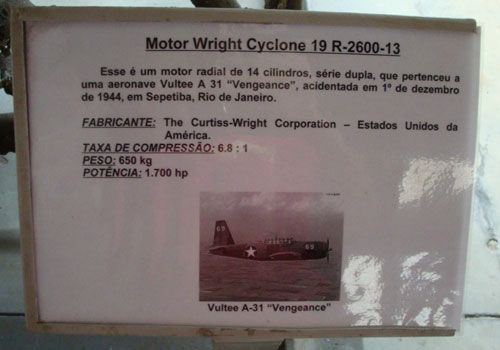 Motor Wright Cyclone 19 R-2600-13
Esse é um motor radial de 14 cilindros, série dupla, que pertenceu a
uma aeronave Vultee A 31 “Vengeance”, acidentada em 1º de dezembro
de 1944, em Sepetiba, Rio de Janeiro.
FABRICANTE: The Curtiss-Wright Corporation – Estados Unidos da
América.
TAXA DE COMPRESSÃO: 6.8 : 1
PESO: 650 kg
POTÊNCIA: 1.700 hp
69
69
Vultee A-31 “Vengeance”